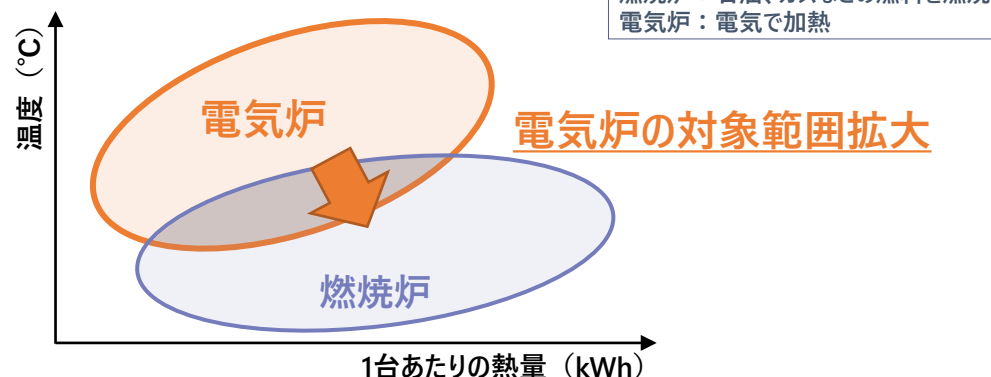 電気炉:電気で加熱
温度(℃)
電気炉
電気炉の対象範囲拡大
燃焼炉
1台あたりの熱量(kWh)